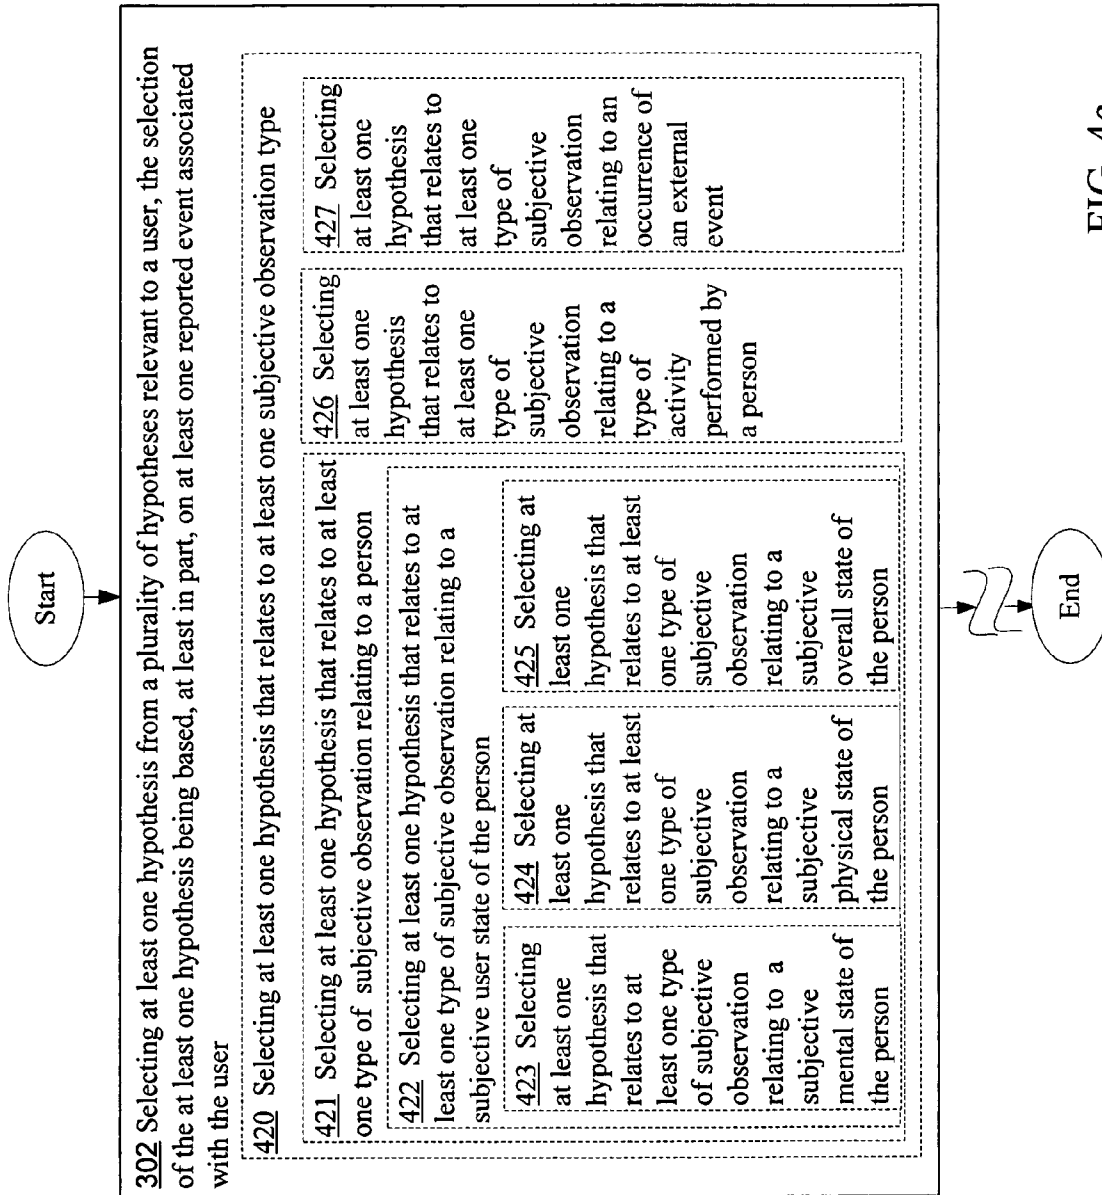 Start
302 Selecting at least one hypothesis from a plurality of hypotheses relevant to a user, the selection
of the at least one hypothesis being based, at least in part, on at least one reported event associated
with the user
420 Selecting at least one hypothesis that relates to at least one subjective observation type
421 Selecting at least one hypothesis that relates to at least
one type of subjective observation relating to a person
422 Selecting at least one hypothesis that relates to at
least one type of subjective observation relating to a
subjective user state of the person
423 Selecting
at least one
hypothesis that
relates to at
least one type
of subjective
observation
relating to a
subjective
mental state of
the person
424 Selecting at
least one
hypothesis that
relates to at least
one type of
subjective
observation
relating to a
subjective
physical state of
the person
425 Selecting at
least one
hypothesis that
relates to at least
one type of
subjective
observation
relating to a
subjective
overall state of
the person
426 Selecting
at least one
hypothesis
that relates to
at least one
type of
subjective
observation
relating to a
type of
activity
performed by
a person
427 Selecting
at least one
hypothesis
that relates to
at least one
type of
subjective
observation
relating to an
occurrence of
an external
event
End
FIG.